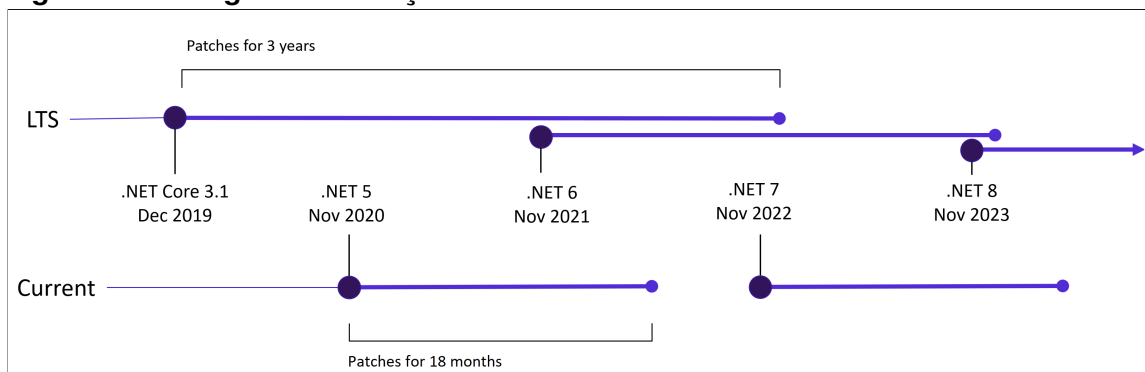 Patches for 3 years
LTS
.NET Core 3.1
Dec 2019
.NET 5
Nov 2020
.NET 6
Nov 2021
.NET 7
Nov 2022
.NET 8
Nov 2023
Current
Patches for 18 months